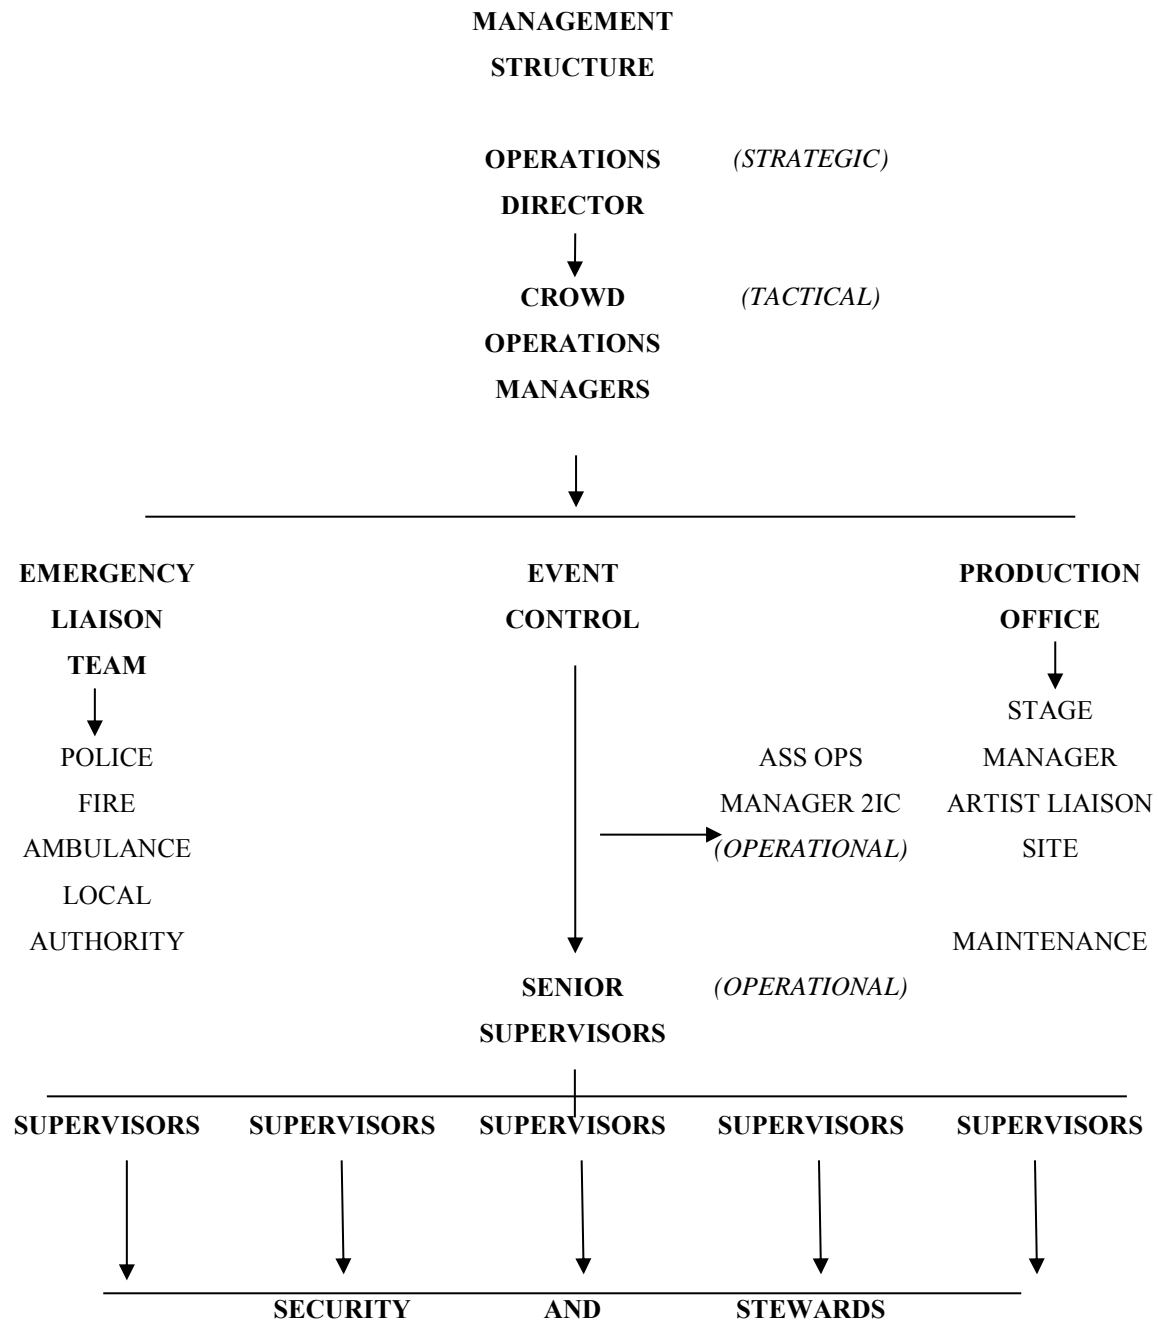 MANAGEMENT
STRUCTURE
OPERATIONS (STRATEGIC)
DIRECTOR
CROWD (TACTICAL)
OPERATIONS
MANAGERS
EMERGENCY EVENT PRODUCTION
LIAISON CONTROL OFFICE
TEAM
STAGE
POLICE ASS OPS MANAGER
FIRE MANAGER 2IC ARTIST LIAISON
AMBULANCE (OPERATIONAL) SITE
LOCAL
AUTHORITY MAINTENANCE
SENIOR (OPERATIONAL)
SUPERVISORS
SUPERVISORS SUPERVISORS SUPERVISORS SUPERVISORS SUPERVISORS
SECURITY AND STEWARDS